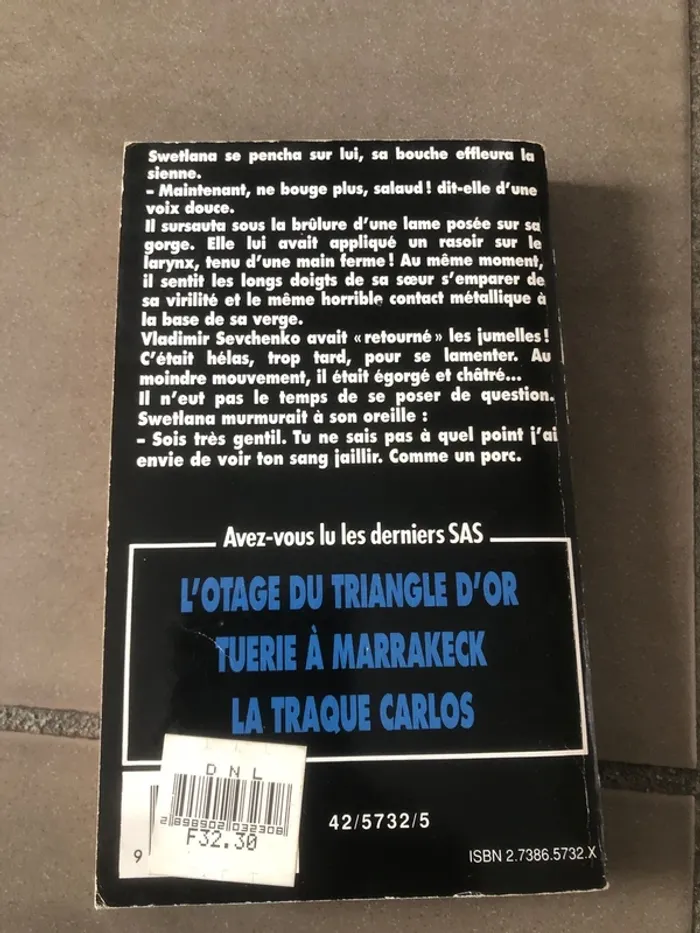 Swetlana se pencha sur lui, sa bouche effleura la
sienne.
– Maintenant, ne bouge plus, salaud ! dit-elle d'une
voix douce.
Il sursauta sous la brûlure d'une lame posée sur sa
gorge. Elle lui avait appliqué un rasoir sur le
larynx, tenu d'une main ferme ! Au même moment,
il sentit les longs doigts de sa sœur s'emparer de
sa virilité et le même horrible contact métallique à
la base de sa verge.
Vladimir Sevchenko avait « retourné » les jumelles !
C'était hélas, trop tard, pour se lamenter. Au
moindre mouvement, il était égorgé et châtré...
Il n'eut pas le temps de se poser de question.
Swetlana murmurait à son oreille :
– Sois très gentil. Tu ne sais pas à quel point j'ai
envie de voir ton sang jaillir. Comme un porc.
Avez-vous lu les derniers SAS
L'OTAGE DU TRIANGLE D'OR
TUERIE À MARRAKECK
LA TRAQUE CARLOS
D N L
2898902032308
F32.30
9
42/5732/5
ISBN 2.7386.5732.X